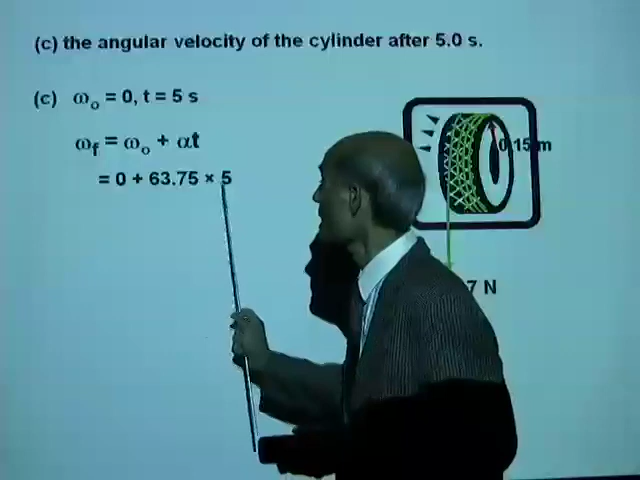 (c) the angular velocity of the cylinder after 5.0 s.
(c) ω₀ = 0, t = 5 s
ω_f = ω₀ + αt
= 0 + 63.75 × 5
0.15 m
7 N